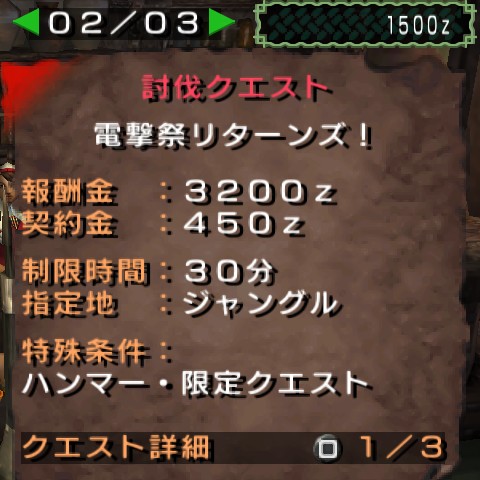 02/03
1500z
討伐クエスト
電撃祭リターンズ！
報酬金 ：3200z
契約金 ：450z
制限時間：30分
指定地 ：ジャングル
特殊条件：
ハンマー・限定クエスト
クエスト詳細 1/3